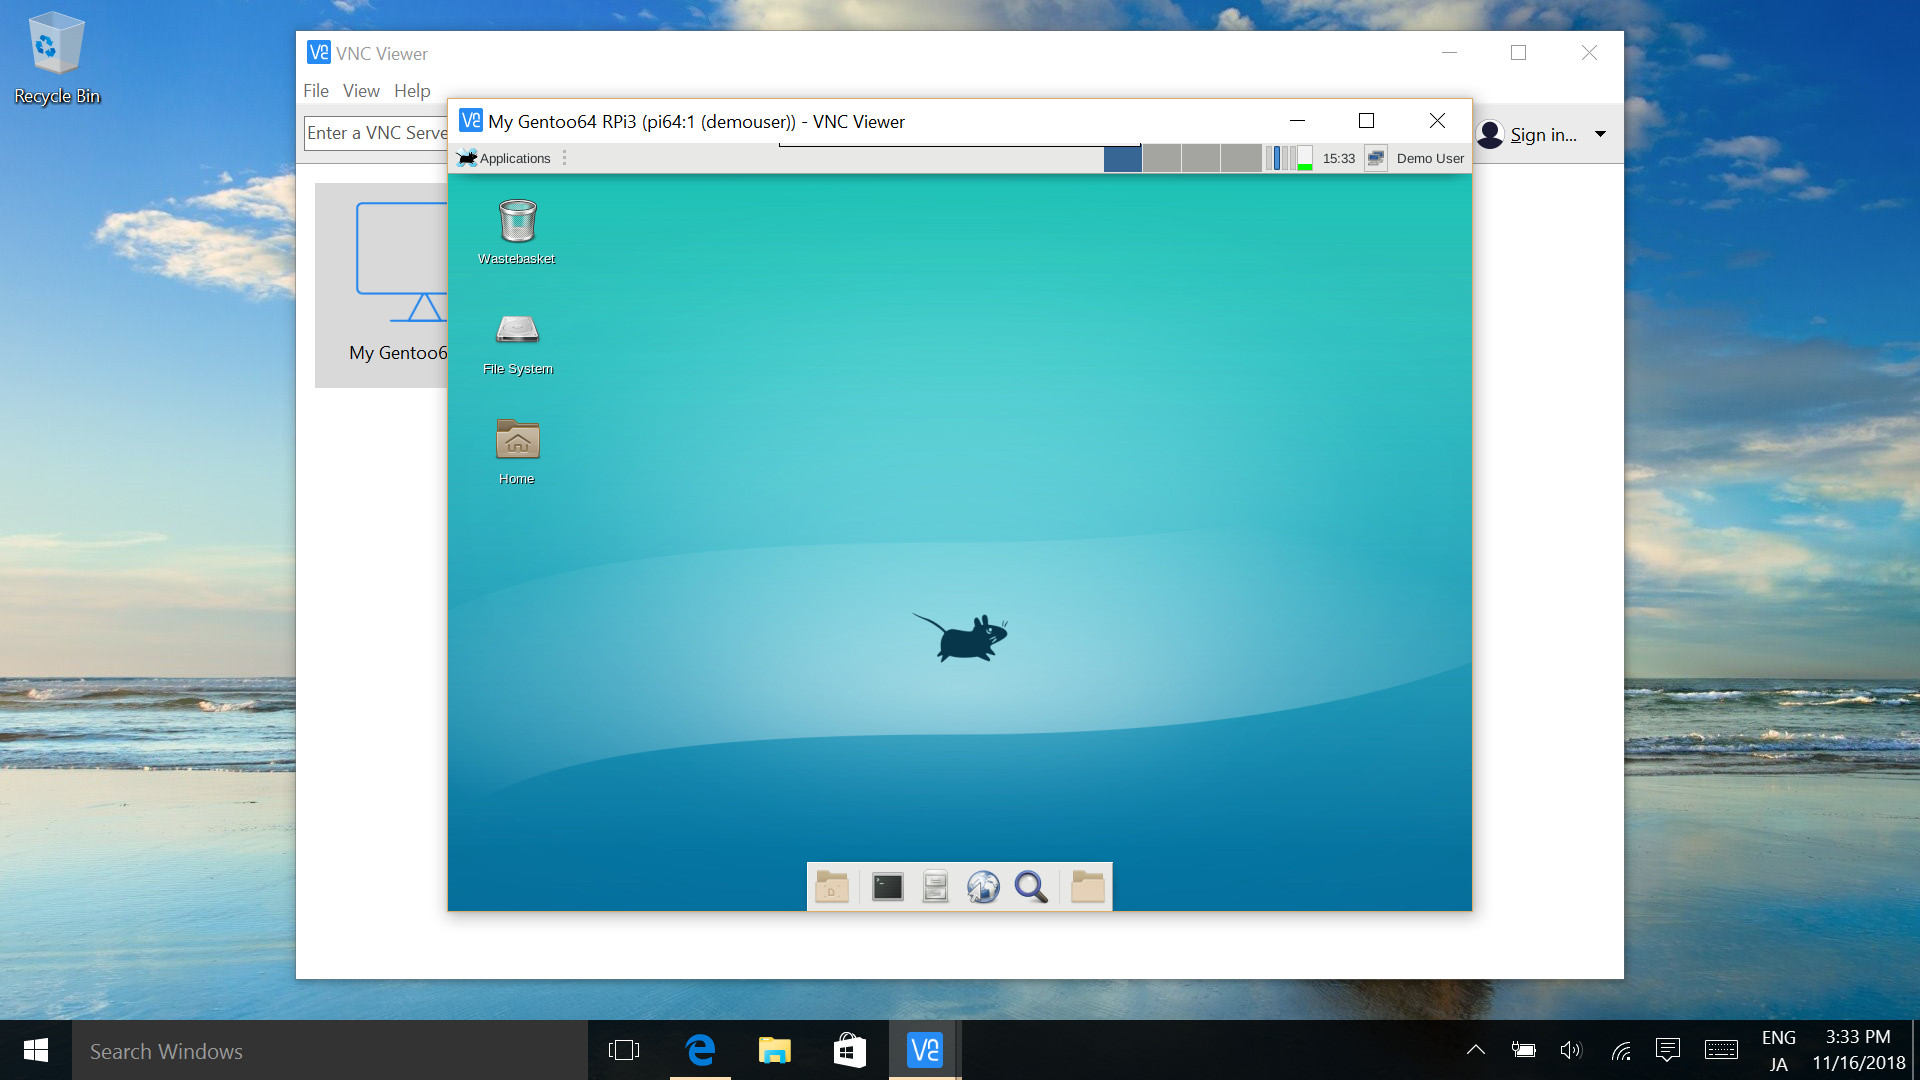 Recycle Bin
VNC Viewer
File View Help
Enter a VNC Serve
Sign in...
My Gentoo6
My Gentoo64 RPi3 (pi64:1 (demouser)) - VNC Viewer
Applications
15:33
Demo User
Wastebasket
File System
Home
Search Windows
ENG
JA
3:33 PM
11/16/2018